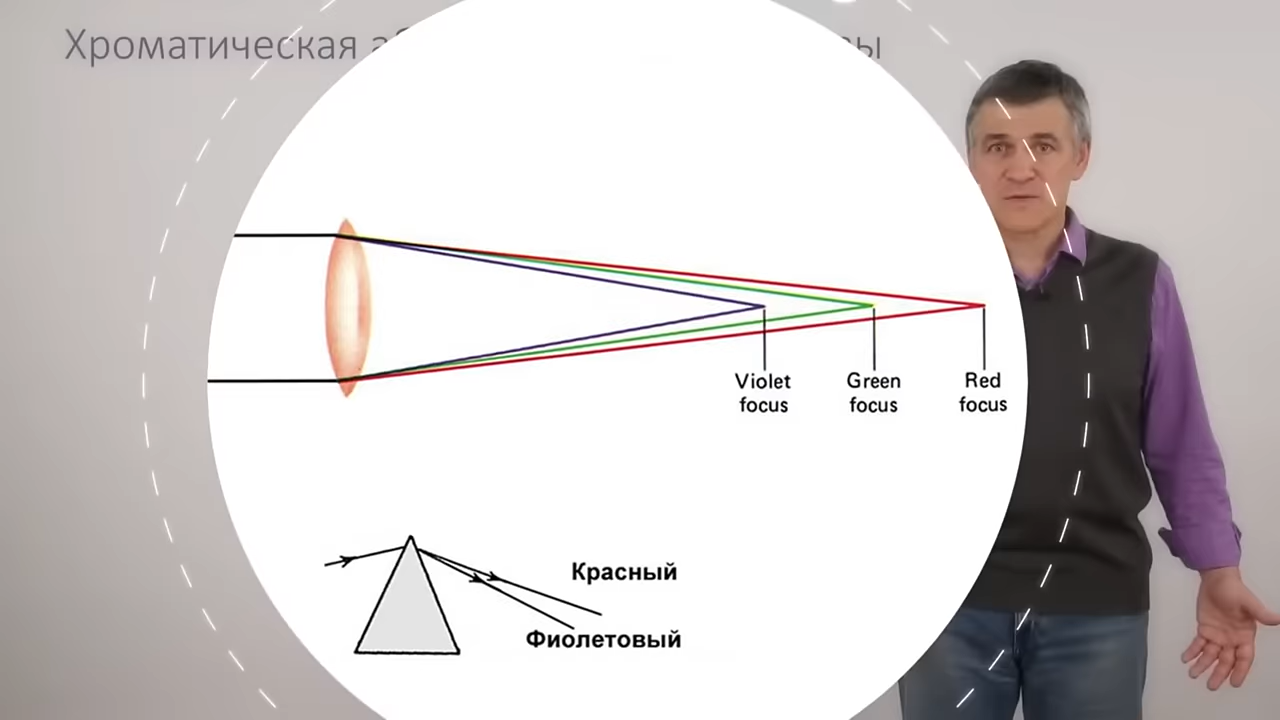 Хроматическая
Violet
focus
Green
focus
Red
focus
Красный
Фиолетовый